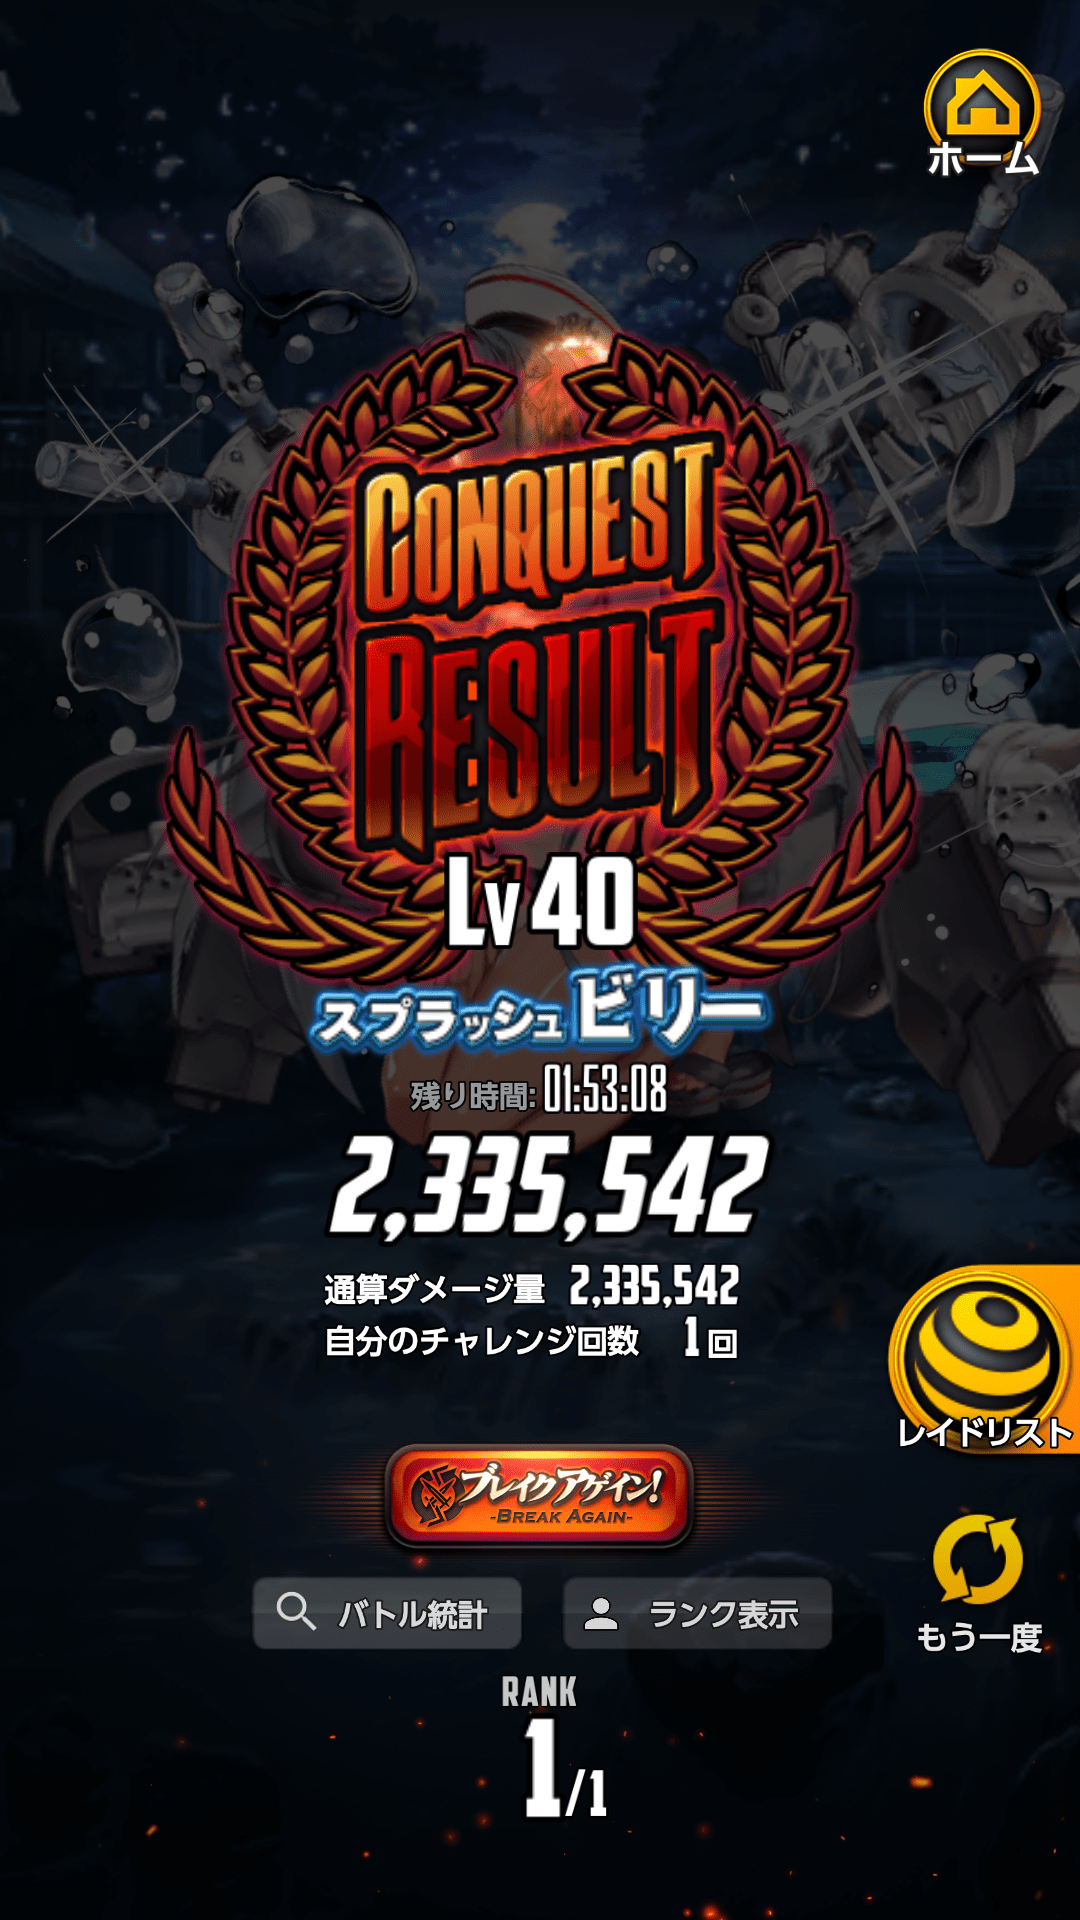 ホーム
CONQUEST
RESULT
Lv40
スプラッシュビリー
残り時間: 01:53:08
2,335,542
通算ダメージ量 2,335,542
自分のチャレンジ回数 1回
レイドリスト
ブレイクアゲイン!
-BREAK AGAIN-
もう一度
バトル統計
ランク表示
RANK
1/1